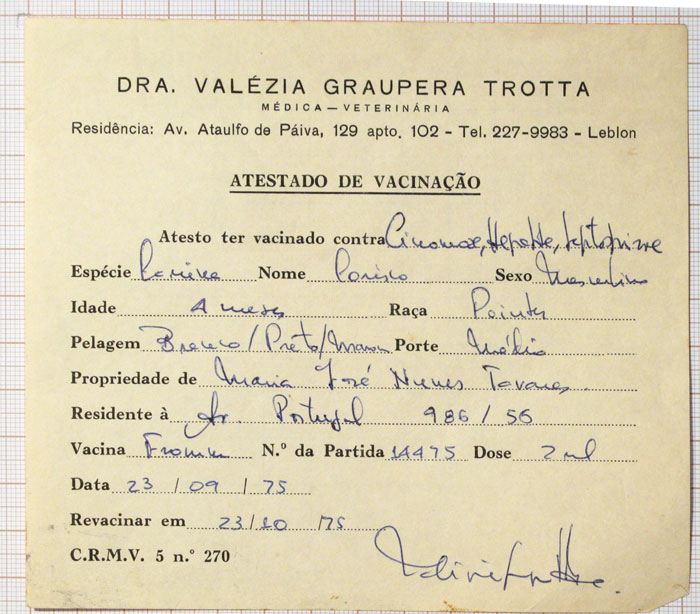 DRA. VALÉZIA GRAUPERA TROTTA
MÉDICA — VETERINÁRIA
Residência: Av. Ataulfo de Páiva, 129 apto. 102 - Tel. 227-9983 - Leblon
ATESTADO DE VACINAÇÃO
Atesto ter vacinado contra Cinomose, Hepatite, Leptospirose
Espécie Canina Nome Corisco Sexo Masculino
Idade 4 meses Raça Pointer
Pelagem Branco/Preto/Marron Porte Médio
Propriedade de Maria José Nunes Tavares
Residente à Av. Portugal 986/56
Vacina Fromm N.º da Partida 14475 Dose 2 ml
Data 23/09/75
Revacinar em 23/10/75
C.R.M.V. 5 n.º 270